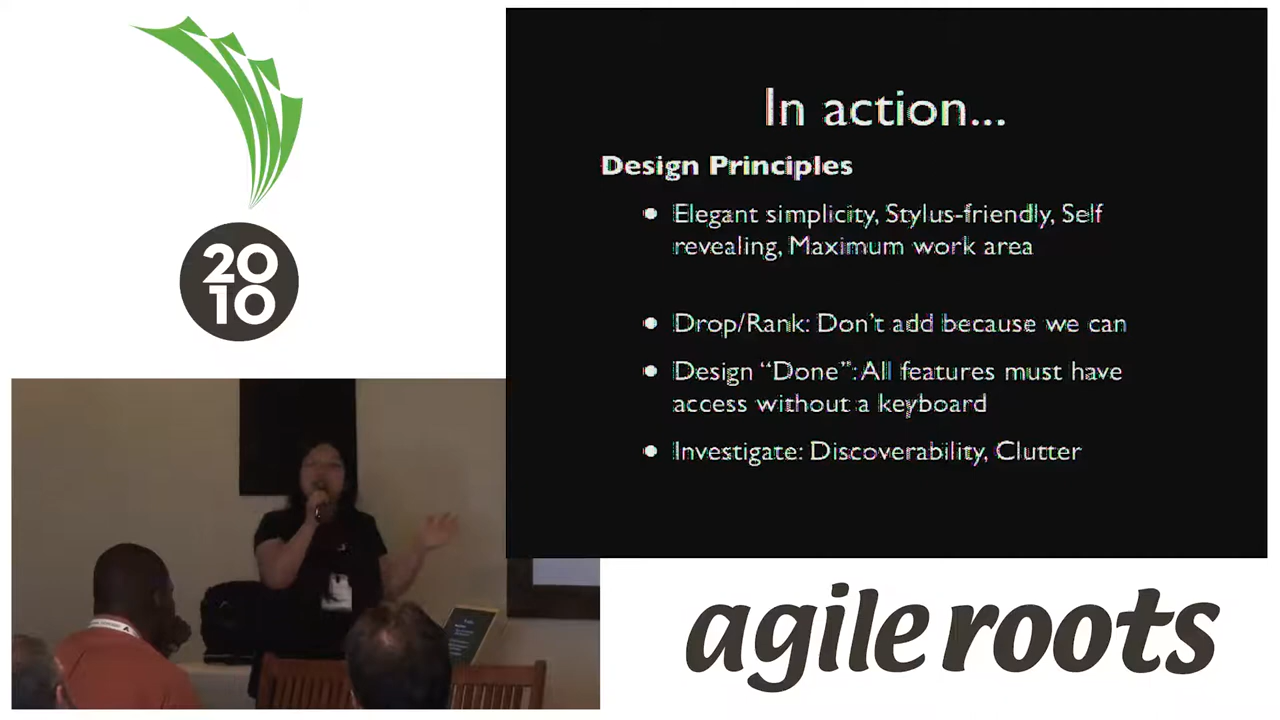 20
10
In action...
Design Principles
Elegant simplicity, Stylus-friendly, Self
revealing, Maximum work area
Drop/Rank: Don't add because we can
Design “Done”: All features must have
access without a keyboard
Investigate: Discoverability, Clutter
agile roots